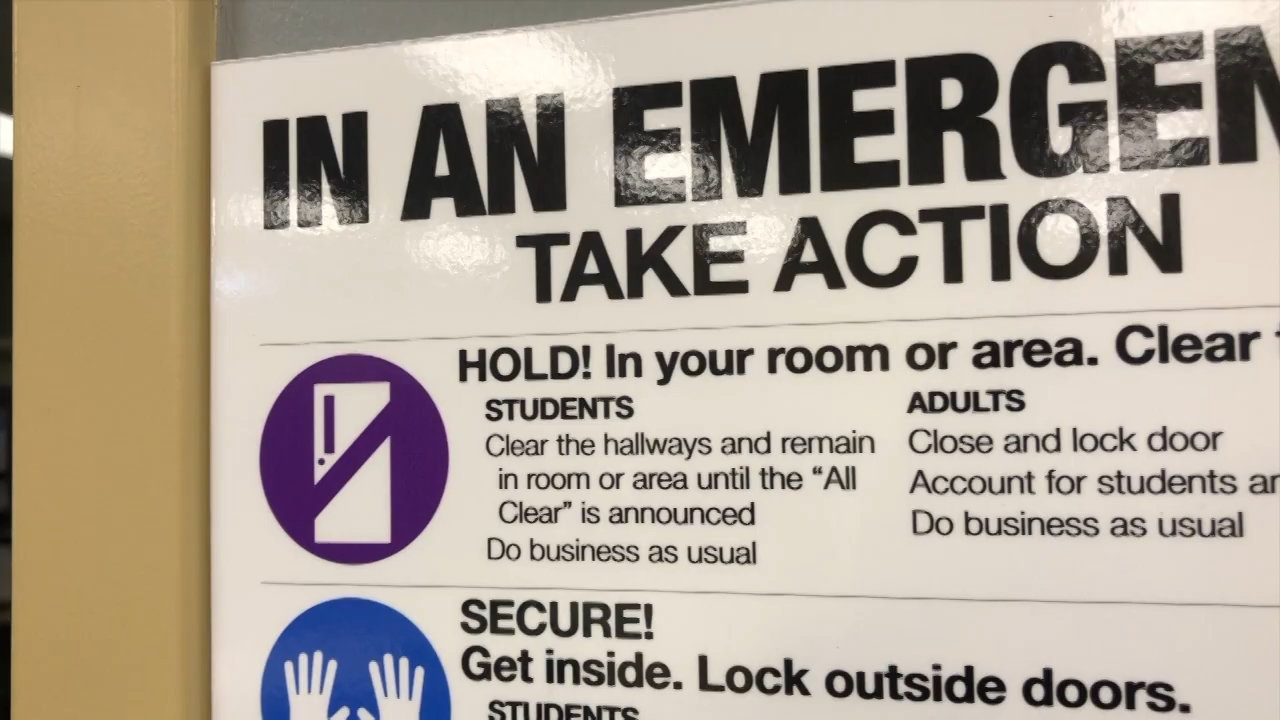 IN AN EMERGEN
TAKE ACTION
HOLD! In your room or area. Clear
STUDENTS
Clear the hallways and remain
in room or area until the “All
Clear” is announced
Do business as usual
ADULTS
Close and lock door
Account for students an
Do business as usual
SECURE!
Get inside. Lock outside doors.
STUDENTS